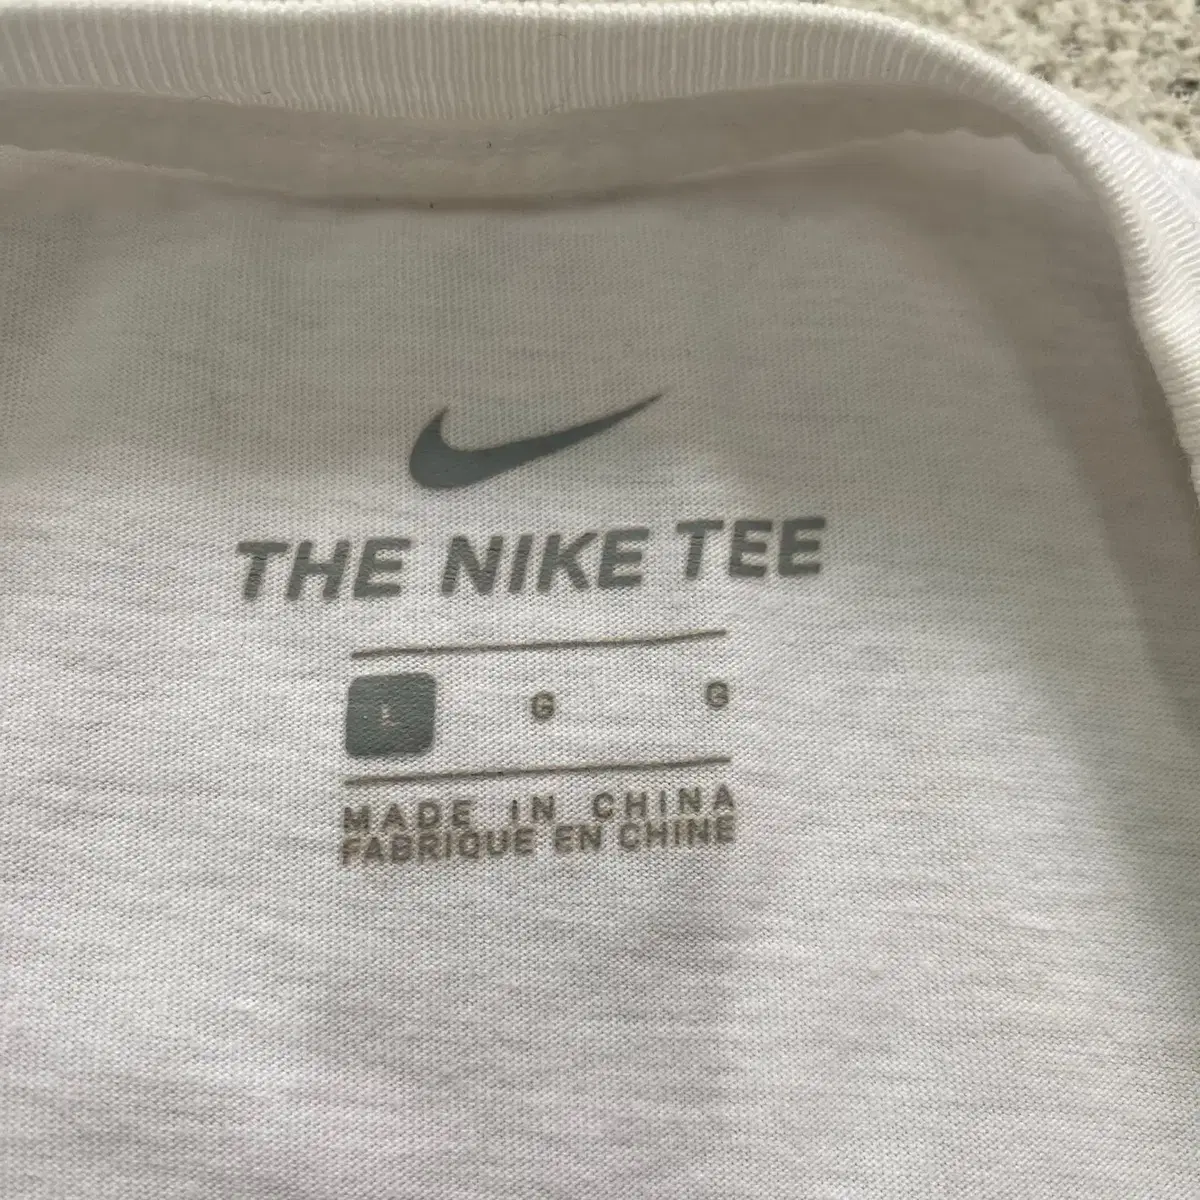 THE NIKE TEE
L G G
MADE IN CHINA
FABRIQUE EN CHINE